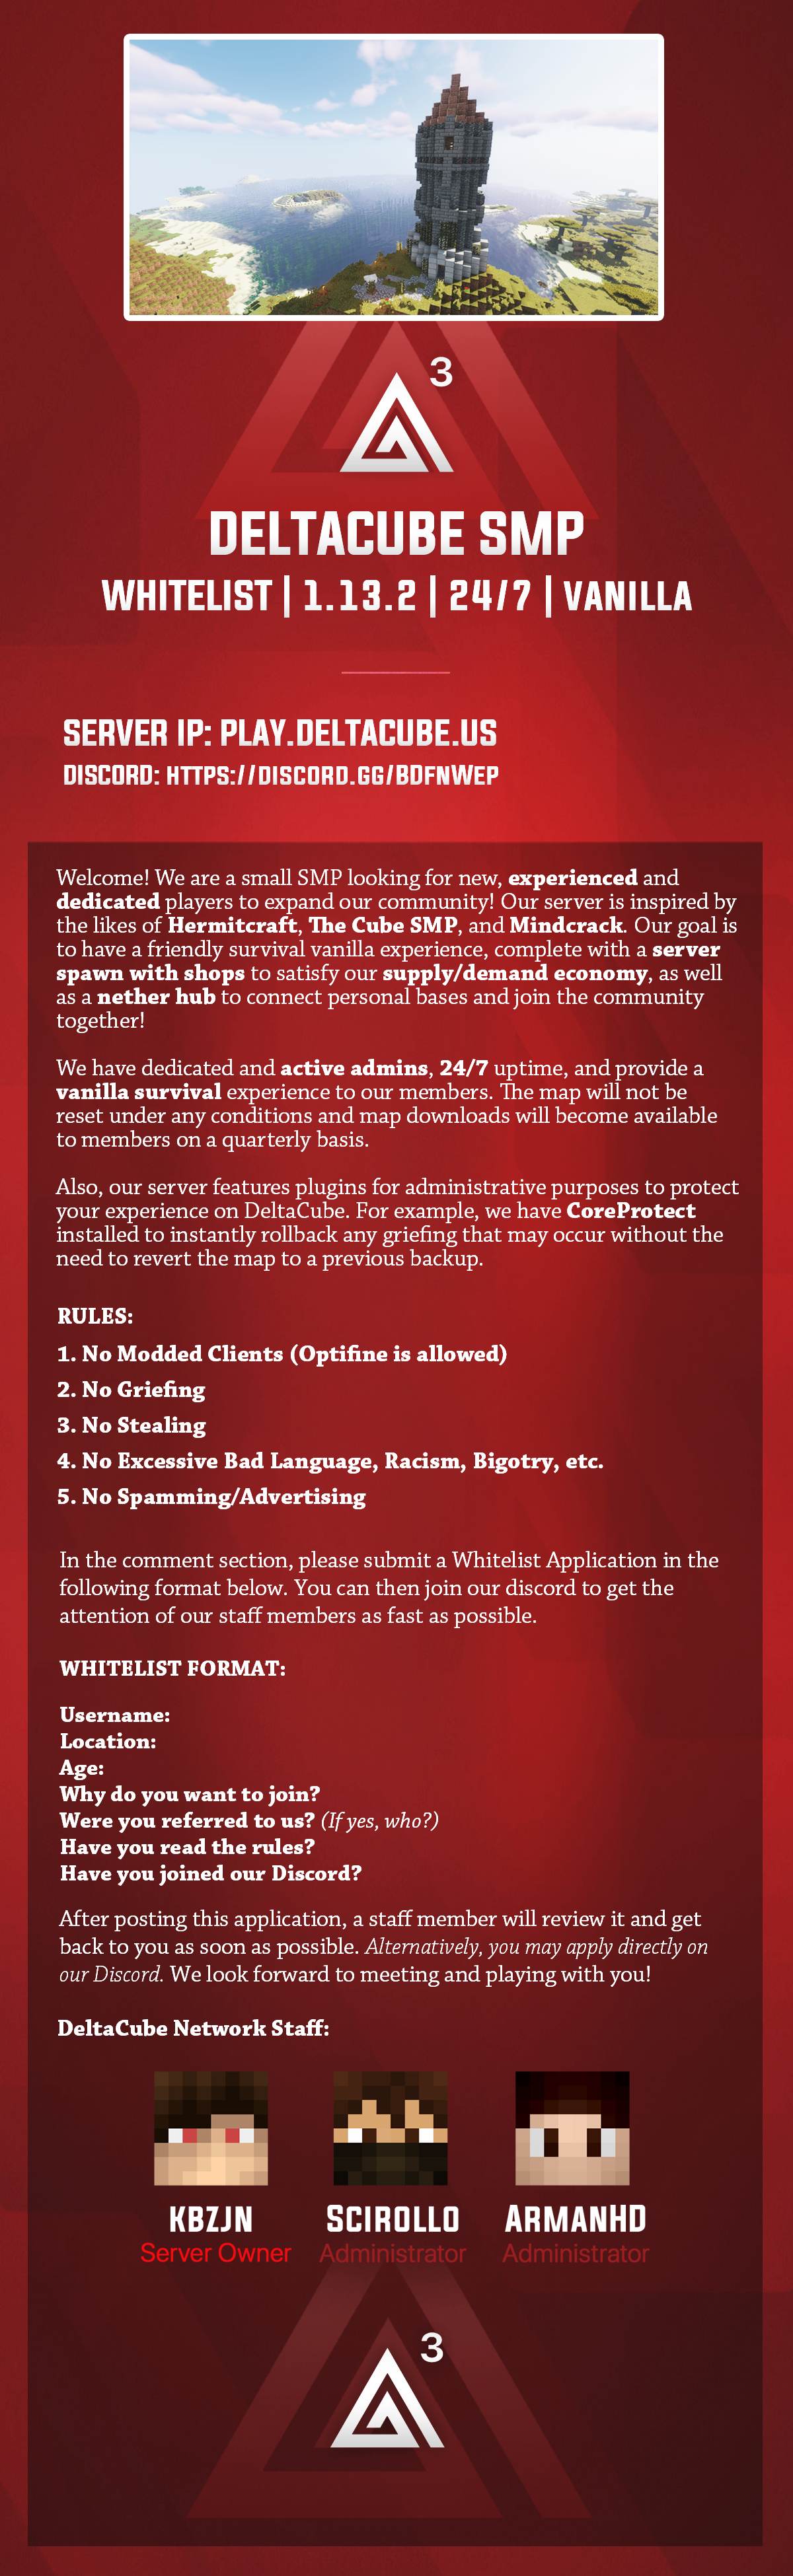 3
DELTACUBE SMP
WHITELIST | 1.13.2 | 24/7 | VANILLA
SERVER IP: PLAY.DELTACUBE.US
DISCORD: HTTPS://DISCORD.GG/BDFNWEP
Welcome! We are a small SMP looking for new, experienced and
dedicated players to expand our community! Our server is inspired by
the likes of Hermitcraft, The Cube SMP, and Mindcrack. Our goal is
to have a friendly survival vanilla experience, complete with a server
spawn with shops to satisfy our supply/demand economy, as well
as a nether hub to connect personal bases and join the community
together!
We have dedicated and active admins, 24/7 uptime, and provide a
vanilla survival experience to our members. The map will not be
reset under any conditions and map downloads will become available
to members on a quarterly basis.
Also, our server features plugins for administrative purposes to protect
your experience on DeltaCube. For example, we have CoreProtect
installed to instantly rollback any griefing that may occur without the
need to revert the map to a previous backup.
RULES:
1. No Modded Clients (Optifine is allowed)
2. No Griefing
3. No Stealing
4. No Excessive Bad Language, Racism, Bigotry, etc.
5. No Spamming/Advertising
In the comment section, please submit a Whitelist Application in the
following format below. You can then join our discord to get the
attention of our staff members as fast as possible.
WHITELIST FORMAT:
Username:
Location:
Age:
Why do you want to join?
Were you referred to us? (If yes, who?)
Have you read the rules?
Have you joined our Discord?
After posting this application, a staff member will review it and get
back to you as soon as possible. Alternatively, you may apply directly on
our Discord. We look forward to meeting and playing with you!
DeltaCube Network Staff:
KBZJN SCIROLLO ARMANHD
Server Owner Administrator Administrator
3